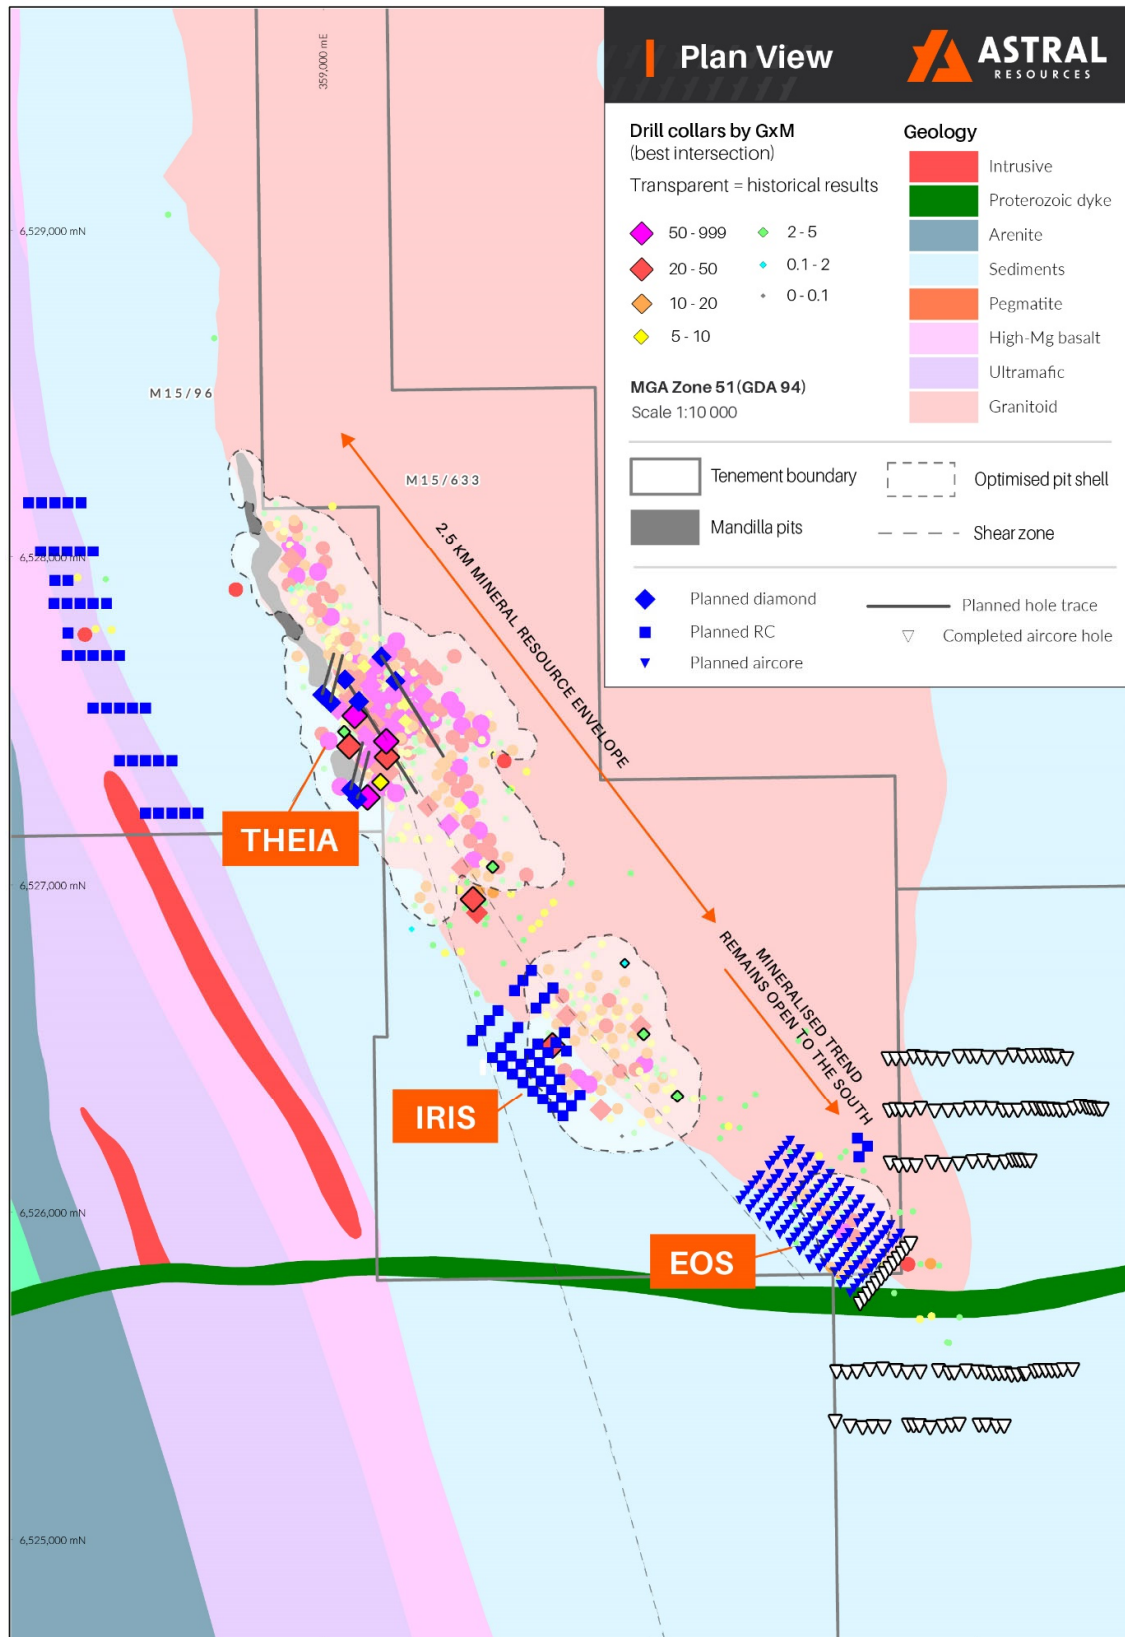 Plan View
ASTRAL
RESOURCES
359,000 mE
Drill collars by GxM
(best intersection)
Transparent = historical results
50 - 999
20 - 50
10 - 20
5 - 10
2 - 5
0.1 - 2
0 - 0.1
MGA Zone 51 (GDA 94)
Scale 1:10 000
Geology
Intrusive
Proterozoic dyke
Arenite
Sediments
Pegmatite
High-Mg basalt
Ultramafic
Granitoid
Tenement boundary
Mandilla pits
Optimised pit shell
Shear zone
Planned diamond
Planned RC
Planned aircore
Planned hole trace
Completed aircore hole
6,529,000 mN
M15/96
M15/633
2.5 KM MINERAL RESOURCE ENVELOPE
6,528,000 mN
THEIA
6,527,000 mN
MINERALISED TREND
REMAINS OPEN TO THE SOUTH
IRIS
6,526,000 mN
EOS
6,525,000 mN